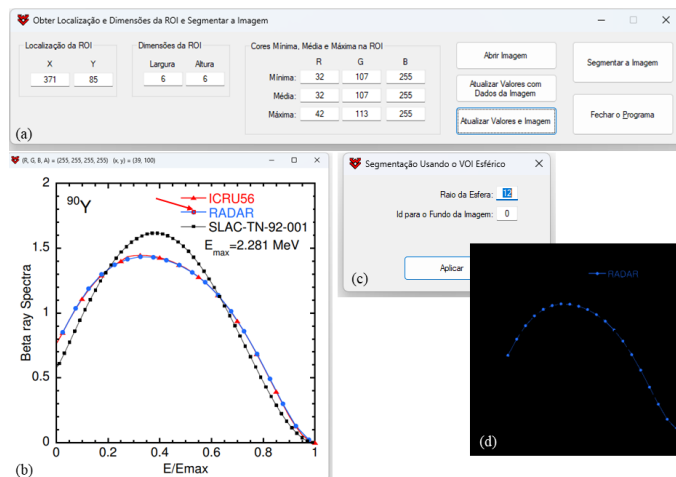 Obter Localização e Dimensões da ROI e Segmentar a Imagem
Localização da ROI
X Y
371 85
Dimensões da ROI
Largura Altura
6 6
Cores Mínima, Média e Máxima na ROI
R G B
Mínima: 32 107 255
Média: 32 107 255
Máxima: 42 113 255
Abrir Imagem
Atualizar Valores com
Dados da Imagem
Atualizar Valores e Imagem
Segmentar a Imagem
Fechar o Programa
(a)
(R, G, B, A) = (255, 255, 255, 255) (x, y) = (39, 100)
90Y
ICRU56
RADAR
SLAC-TN-92-001
Emax=2.281 MeV
Beta ray Spectra
2
1.5
1
0.5
0
0 0.2 0.4 0.6 0.8 1
E/Emax
(b)
Segmentação Usando o VOI Esférico
Raio da Esfera: 12
Id para o Fundo da Imagem: 0
Aplicar
(c)
RADAR
(d)